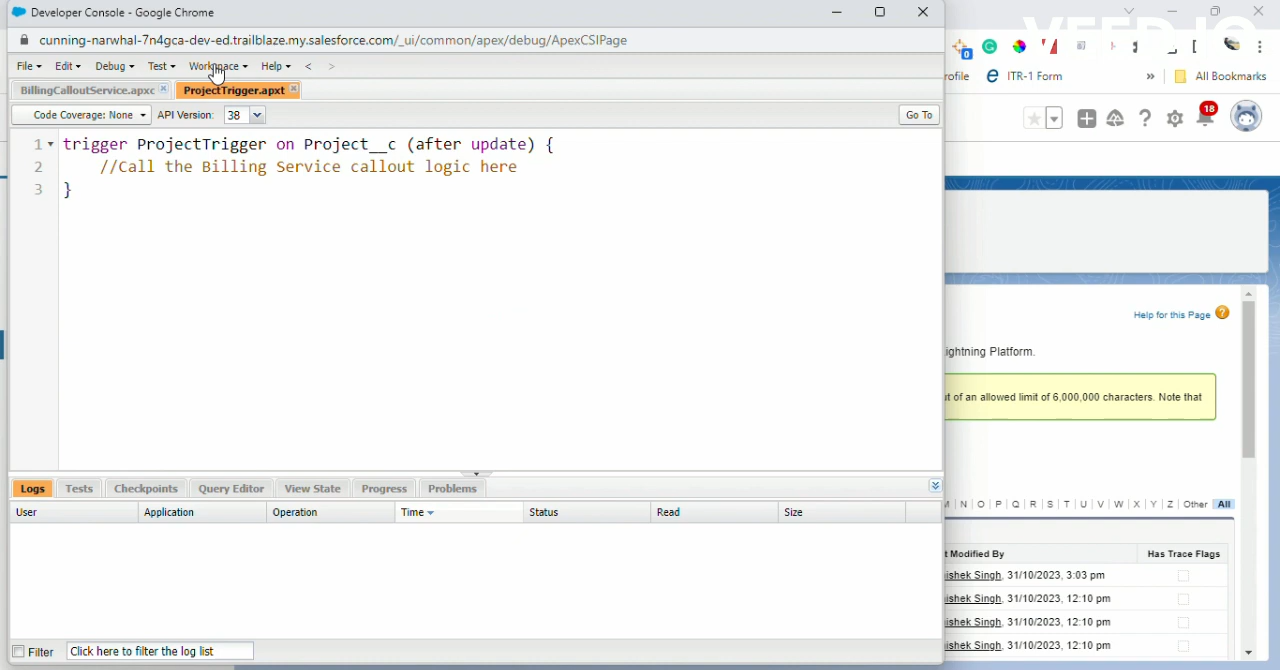 Developer Console - Google Chrome
cunning-narwhal-7n4gca-dev-ed.trailblaze.my.salesforce.com/_ui/common/apex/debug/ApexCSIPage
File Edit Debug Test Workspace Help < >
BillingCalloutService.apxc ProjectTrigger.apxt
Code Coverage: None API Version: 38 Go To
1 trigger ProjectTrigger on Project__c (after update) {
2 //Call the Billing Service callout logic here
3 }
Logs Tests Checkpoints Query Editor View State Progress Problems
User Application Operation Time Status Read Size
Filter Click here to filter the log list
VEED.IO
0
rofile ITR-1 Form » All Bookmarks
18
Help for this Page
ightning Platform.
t of an allowed limit of 6,000,000 characters. Note that
N O P Q R S T U V W X Y Z Other All
t Modified By Has Trace Flags
ishek Singh, 31/10/2023, 3:03 pm
ishek Singh, 31/10/2023, 12:10 pm
ishek Singh, 31/10/2023, 12:10 pm
ishek Singh, 31/10/2023, 12:10 pm